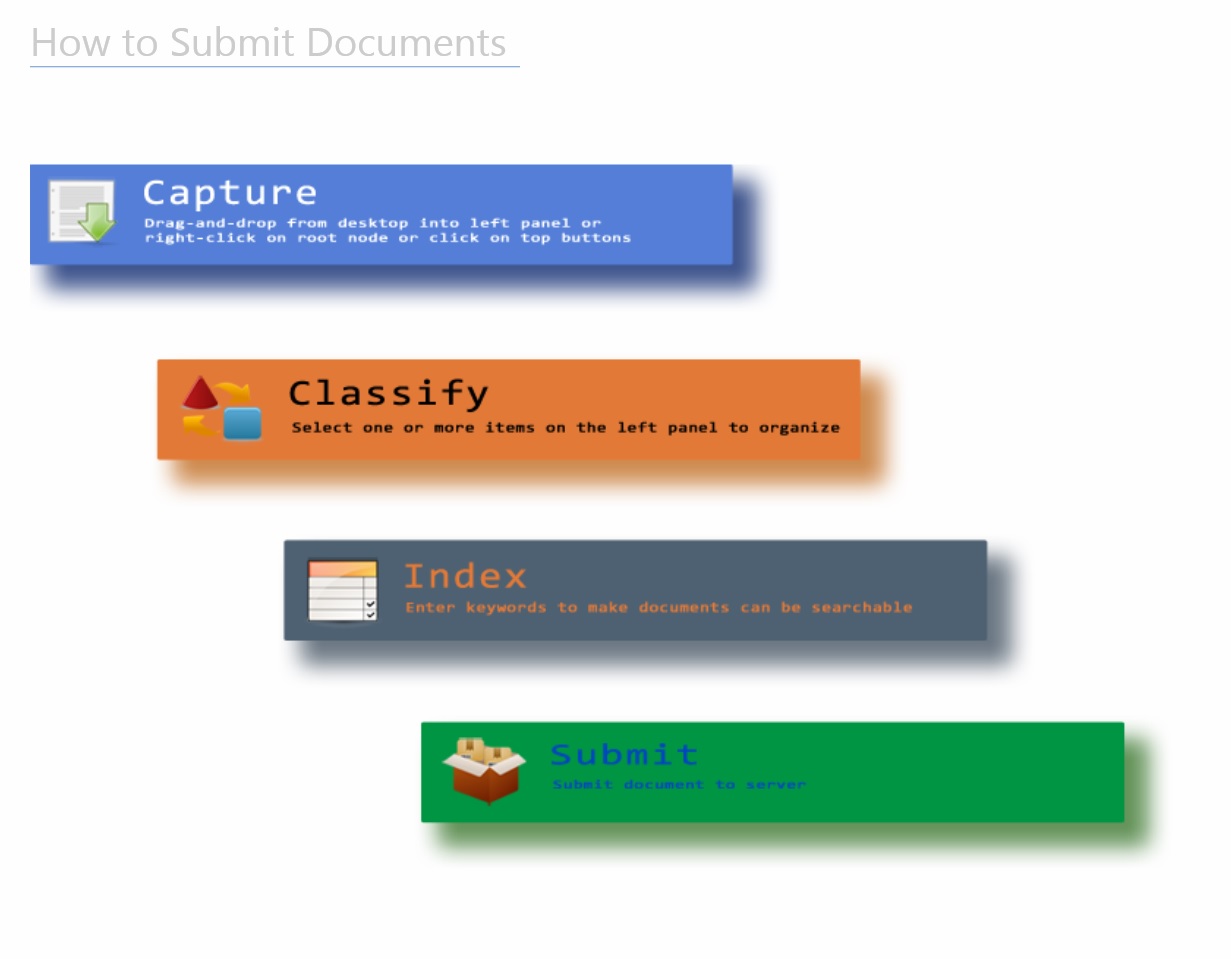 How to Submit Documents
Capture
Drag-and-drop from desktop into left panel or
right-click on root node or click on top buttons
Classify
Select one or more items on the left panel to organize
Index
Enter keywords to make documents can be searchable
Submit
Submit document to server